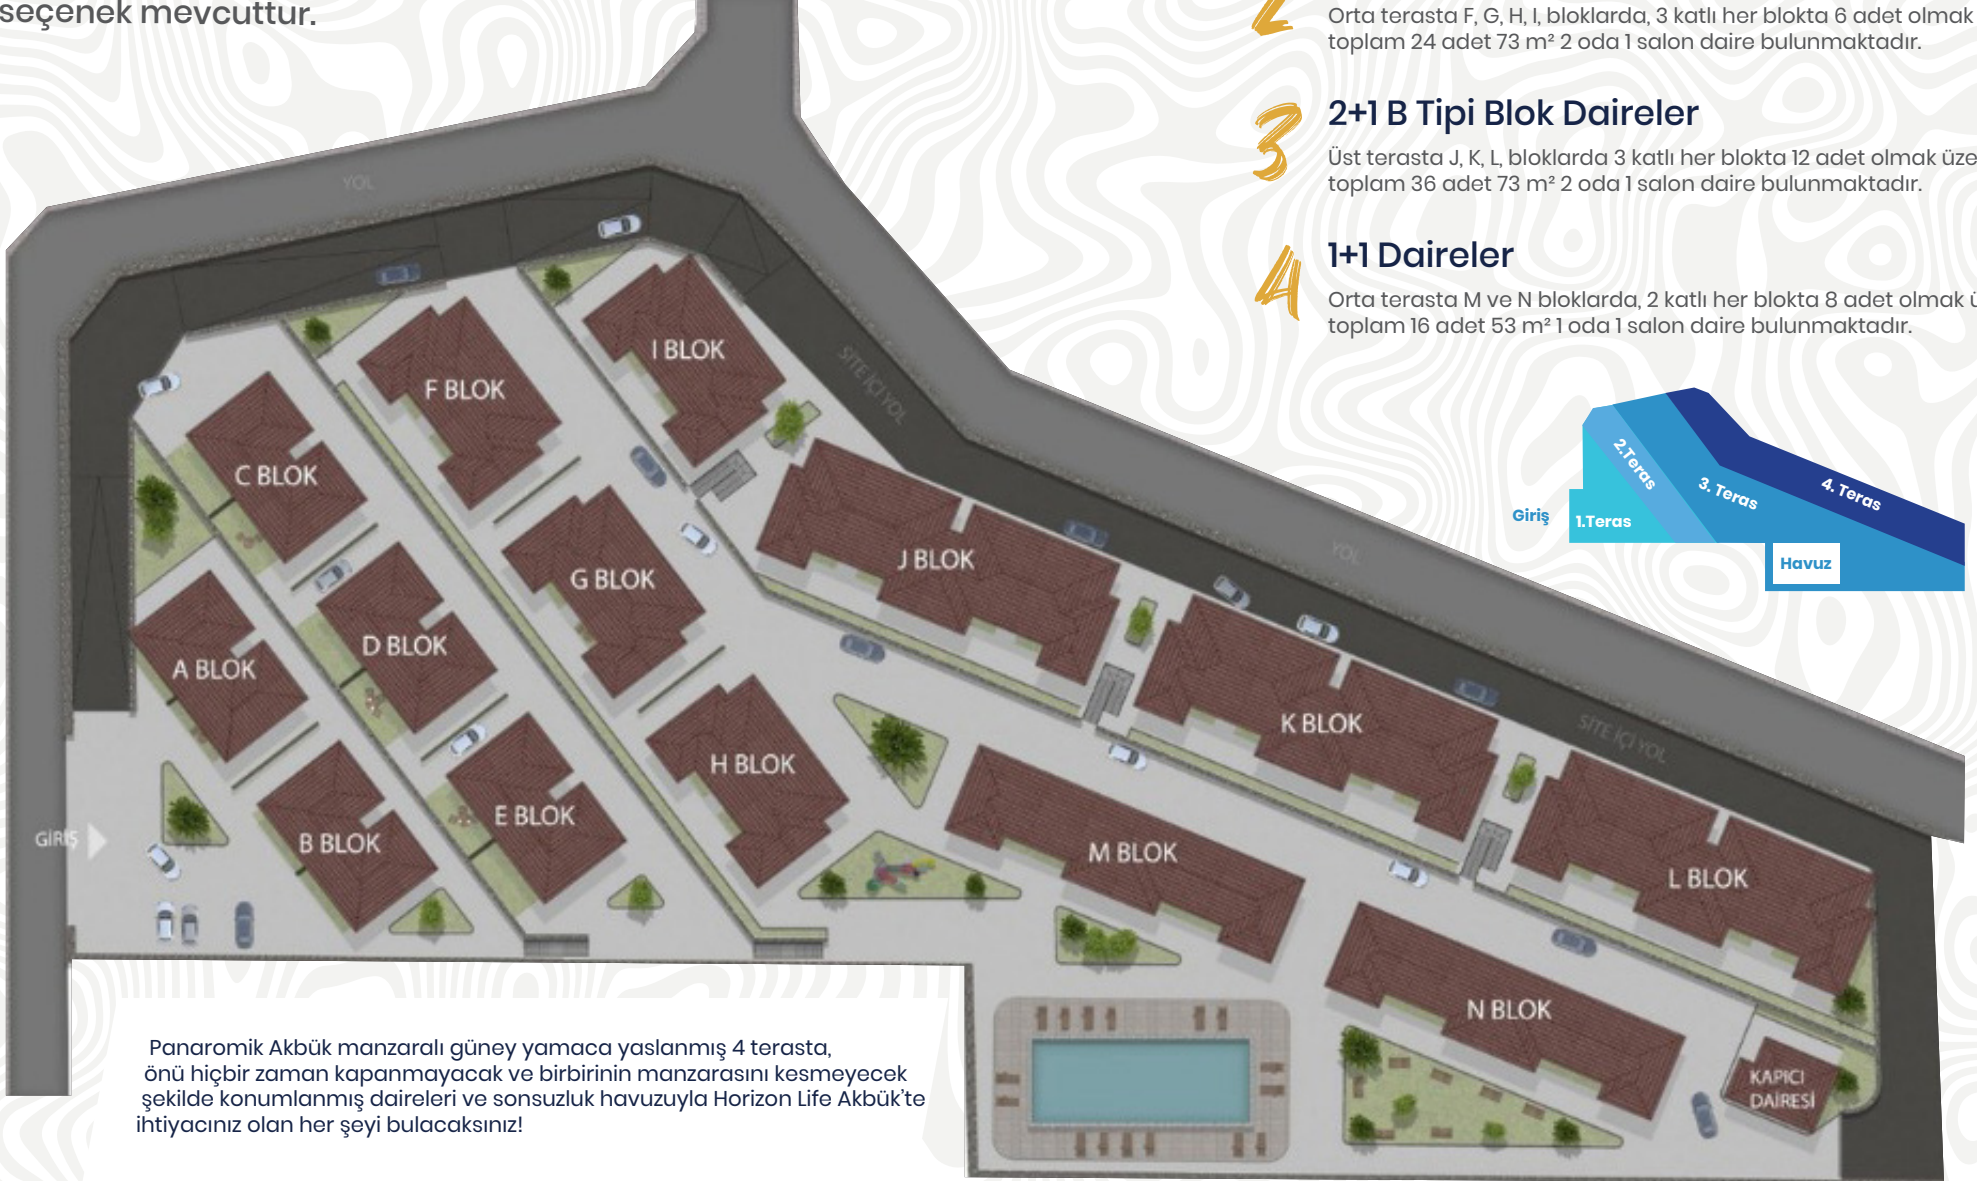 seçenek mevcuttur.
Orta terasta F, G, H, I, bloklarda, 3 katlı her blokta 6 adet olmak
toplam 24 adet 73 m² 2 oda 1 salon daire bulunmaktadır.
3
2+1 B Tipi Blok Daireler
Üst terasta J, K, L, bloklarda 3 katlı her blokta 12 adet olmak üze
toplam 36 adet 73 m² 2 oda 1 salon daire bulunmaktadır.
4
1+1 Daireler
Orta terasta M ve N bloklarda, 2 katlı her blokta 8 adet olmak ü
toplam 16 adet 53 m² 1 oda 1 salon daire bulunmaktadır.
2.Teras
3. Teras
4. Teras
Giriş
1.Teras
Havuz
YOL
SİTE İÇİ YOL
YOL
SİTE İÇİ YOL
I BLOK
F BLOK
C BLOK
J BLOK
G BLOK
D BLOK
A BLOK
K BLOK
H BLOK
E BLOK
B BLOK
M BLOK
L BLOK
N BLOK
GİRİŞ
KAPICI
DAİRESİ
Panaromik Akbük manzaralı güney yamaca yaslanmış 4 terasta,
önü hiçbir zaman kapanmayacak ve birbirinin manzarasını kesmeyecek
şekilde konumlanmış daireleri ve sonsuzluk havuzuyla Horizon Life Akbük'te
ihtiyacınız olan her şeyi bulacaksınız!